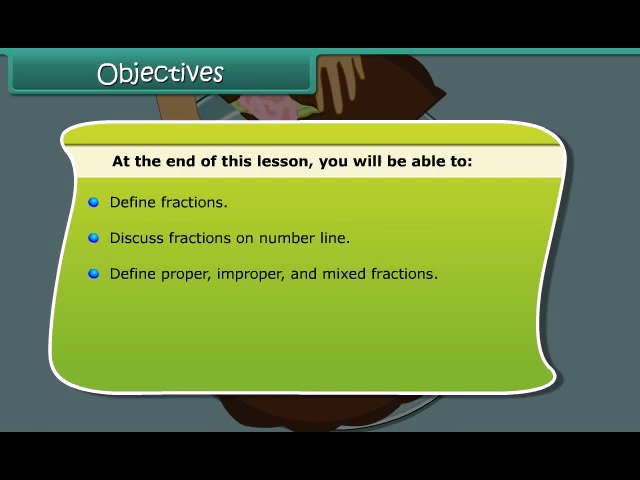 Objectives
At the end of this lesson, you will be able to:
Define fractions.
Discuss fractions on number line.
Define proper, improper, and mixed fractions.